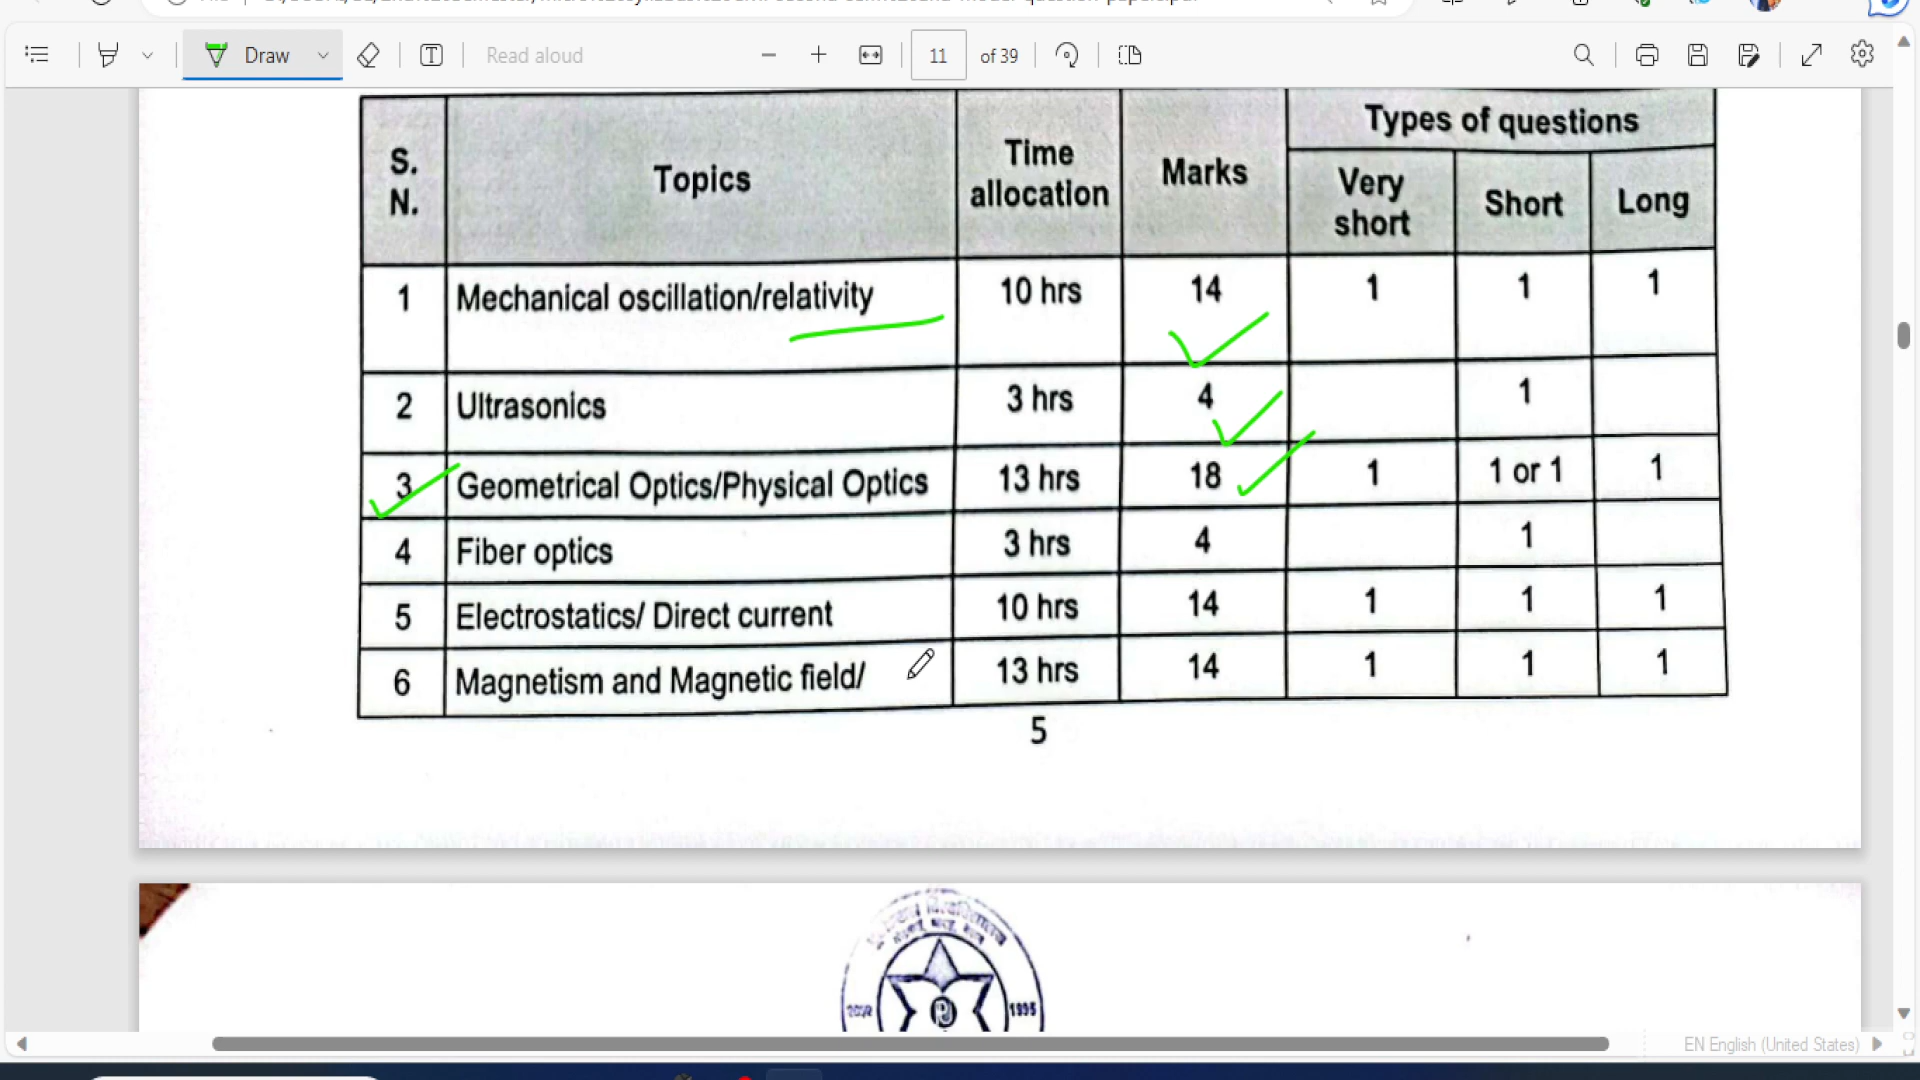 Draw
Read aloud
11 of 39
S. N. Topics Time allocation Marks Types of questions
Very short Short Long
1 Mechanical oscillation/relativity 10 hrs 14 1 1 1
2 Ultrasonics 3 hrs 4 1
3 Geometrical Optics/Physical Optics 13 hrs 18 1 1 or 1 1
4 Fiber optics 3 hrs 4 1
5 Electrostatics/ Direct current 10 hrs 14 1 1 1
6 Magnetism and Magnetic field/ 13 hrs 14 1 1 1
5
1995
EN English (United States)